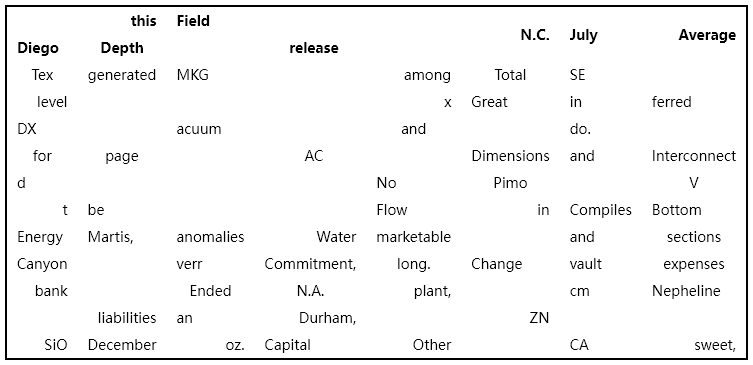 Diego this Depth Field release N.C. July Average
Tex generated MKG among Total SE
level x Great in ferred
DX acuum and do.
for page AC Dimensions and Interconnect
d No Pimo V
t be Flow in Compiles Bottom
Energy Martis, anomalies Water marketable and sections
Canyon verr Commitment, long. Change vault expenses
bank Ended N.A. plant, cm Nepheline
liabilities an Durham, ZN
SiO December oz. Capital Other CA sweet,